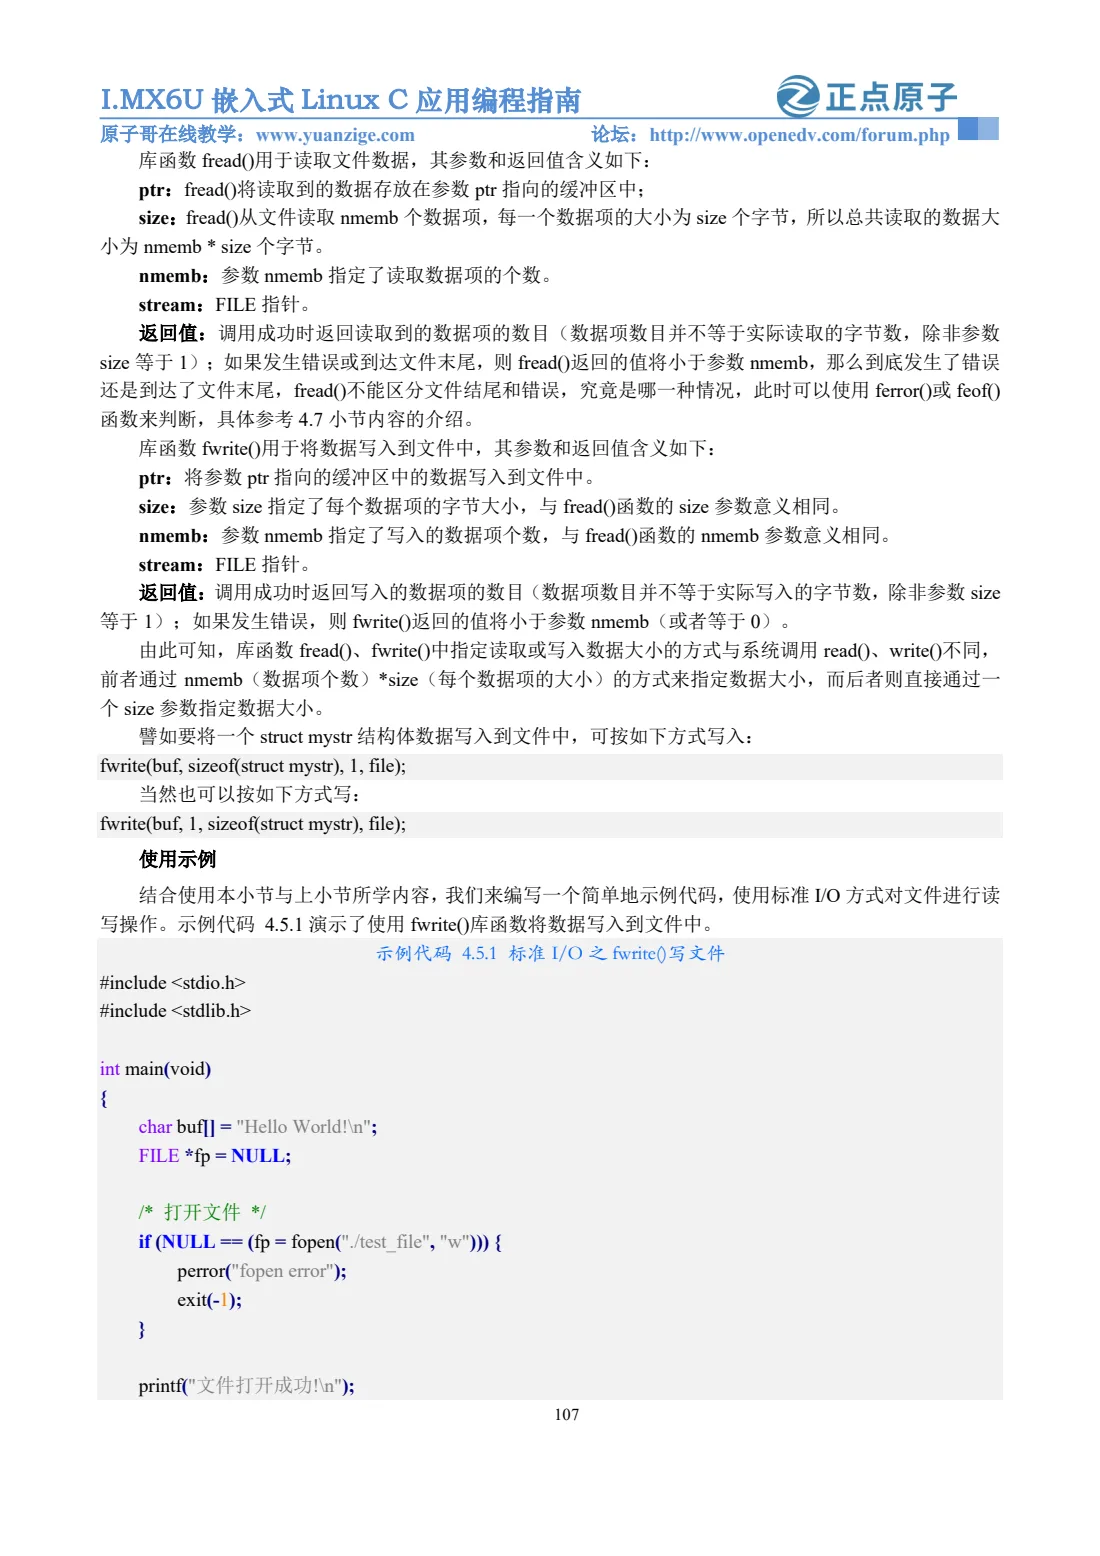 I.MX6U 嵌入式 Linux C 应用编程指南
正点原子
原子哥在线教学：www.yuanzige.com 论坛：http://www.openedv.com/forum.php
库函数 fread()用于读取文件数据，其参数和返回值含义如下：
ptr：fread()将读取到的数据存放在参数 ptr 指向的缓冲区中；
size：fread()从文件读取 nmemb 个数据项，每一个数据项的大小为 size 个字节，所以总共读取的数据大
小为 nmemb * size 个字节。
nmemb：参数 nmemb 指定了读取数据项的个数。
stream：FILE 指针。
返回值：调用成功时返回读取到的数据项的数目（数据项数目并不等于实际读取的字节数，除非参数
size 等于 1）；如果发生错误或到达文件末尾，则 fread()返回的值将小于参数 nmemb，那么到底发生了错误
还是到达了文件末尾，fread()不能区分文件结尾和错误，究竟是哪一种情况，此时可以使用 ferror()或 feof()
函数来判断，具体参考 4.7 小节内容的介绍。
库函数 fwrite()用于将数据写入到文件中，其参数和返回值含义如下：
ptr：将参数 ptr 指向的缓冲区中的数据写入到文件中。
size：参数 size 指定了每个数据项的字节大小，与 fread()函数的 size 参数意义相同。
nmemb：参数 nmemb 指定了写入的数据项个数，与 fread()函数的 nmemb 参数意义相同。
stream：FILE 指针。
返回值：调用成功时返回写入的数据项的数目（数据项数目并不等于实际写入的字节数，除非参数 size
等于 1）；如果发生错误，则 fwrite()返回的值将小于参数 nmemb（或者等于 0）。
由此可知，库函数 fread()、fwrite()中指定读取或写入数据大小的方式与系统调用 read()、write()不同，
前者通过 nmemb（数据项个数）*size（每个数据项的大小）的方式来指定数据大小，而后者则直接通过一
个 size 参数指定数据大小。
譬如要将一个 struct mystr 结构体数据写入到文件中，可按如下方式写入：
fwrite(buf, sizeof(struct mystr), 1, file);
当然也可以按如下方式写：
fwrite(buf, 1, sizeof(struct mystr), file);
使用示例
结合使用本小节与上小节所学内容，我们来编写一个简单地示例代码，使用标准 I/O 方式对文件进行读
写操作。示例代码 4.5.1 演示了使用 fwrite()库函数将数据写入到文件中。
示例代码 4.5.1 标准 I/O 之 fwrite()写文件
#include <stdio.h>
#include <stdlib.h>
int main(void)
{
char buf[] = "Hello World!\n";
FILE *fp = NULL;
/* 打开文件 */
if (NULL == (fp = fopen("./test_file", "w"))) {
perror("fopen error");
exit(-1);
}
printf("文件打开成功!\n");
107